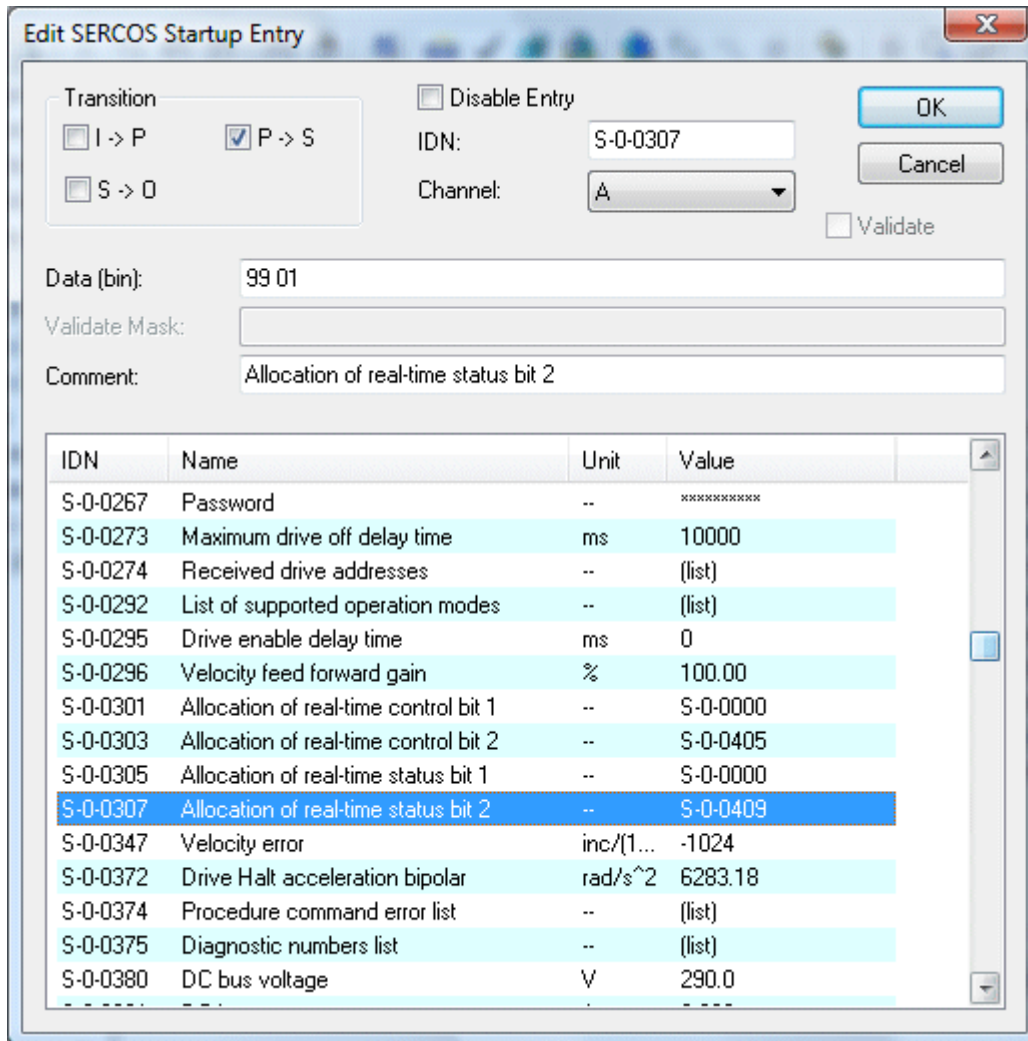 Edit SERCOS Startup Entry
Transition
I -> P
P -> S
S -> O
Disable Entry
IDN: S-0-0307
Channel: A
OK
Cancel
Validate
Data (bin): 99 01
Validate Mask:
Comment: Allocation of real-time status bit 2
IDN Name Unit Value
S-0-0267 Password -- **********
S-0-0273 Maximum drive off delay time ms 10000
S-0-0274 Received drive addresses -- (list)
S-0-0292 List of supported operation modes -- (list)
S-0-0295 Drive enable delay time ms 0
S-0-0296 Velocity feed forward gain % 100.00
S-0-0301 Allocation of real-time control bit 1 -- S-0-0000
S-0-0303 Allocation of real-time control bit 2 -- S-0-0405
S-0-0305 Allocation of real-time status bit 1 -- S-0-0000
S-0-0307 Allocation of real-time status bit 2 -- S-0-0409
S-0-0347 Velocity error inc/(1... -1024
S-0-0372 Drive Halt acceleration bipolar rad/s^2 6283.18
S-0-0374 Procedure command error list -- (list)
S-0-0375 Diagnostic numbers list -- (list)
S-0-0380 DC bus voltage V 290.0